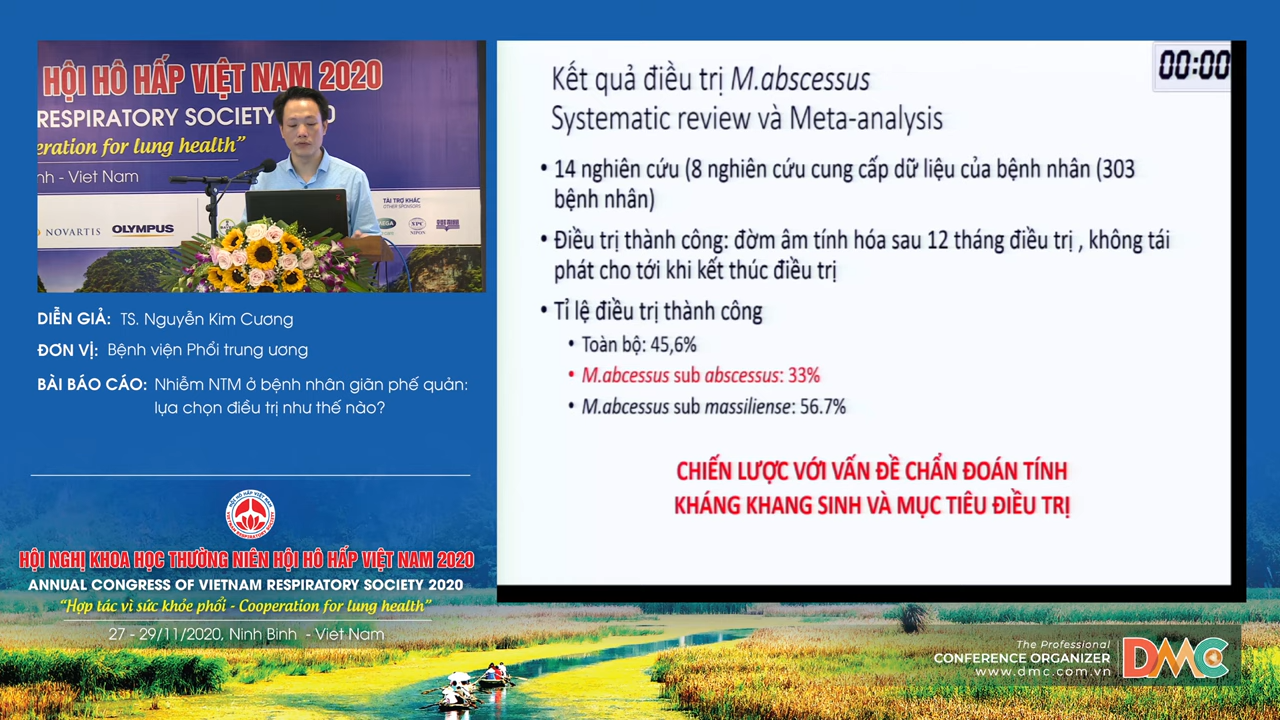 HỘI HÔ HẤP VIỆT NAM 2020
RESPIRATORY SOCIETY 2020
eration for lung health”
nh - Viet Nam
TÀI TRỢ KHÁC
OTHER SPONSORS
NOVARTIS
OLYMPUS
DIỄN GIẢ: TS. Nguyễn Kim Cương
ĐƠN VỊ: Bệnh viện Phổi trung ương
BÀI BÁO CÁO: Nhiễm NTM ở bệnh nhân giãn phế quản:
lựa chọn điều trị như thế nào?
HỘI NGHỊ KHOA HỌC THƯỜNG NIÊN HỘI HÔ HẤP VIỆT NAM 2020
ANNUAL CONGRESS OF VIETNAM RESPIRATORY SOCIETY 2020
“Hợp tác vì sức khỏe phổi - Cooperation for lung health”
27 - 29/11/2020, Ninh Bình - Việt Nam
00:00
Kết quả điều trị M.abscessus
Systematic review và Meta-analysis
• 14 nghiên cứu (8 nghiên cứu cung cấp dữ liệu của bệnh nhân (303
bệnh nhân)
• Điều trị thành công: đờm âm tính hóa sau 12 tháng điều trị , không tái
phát cho tới khi kết thúc điều trị
• Tỉ lệ điều trị thành công
• Toàn bộ: 45,6%
• M.abcessus sub abscessus: 33%
• M.abcessus sub massiliense: 56.7%
CHIẾN LƯỢC VỚI VẤN ĐỀ CHẨN ĐOÁN TÍNH
KHÁNG KHANG SINH VÀ MỤC TIÊU ĐIỀU TRỊ
The Professional
CONFERENCE ORGANIZER
www.dmc.com.vn
DMC